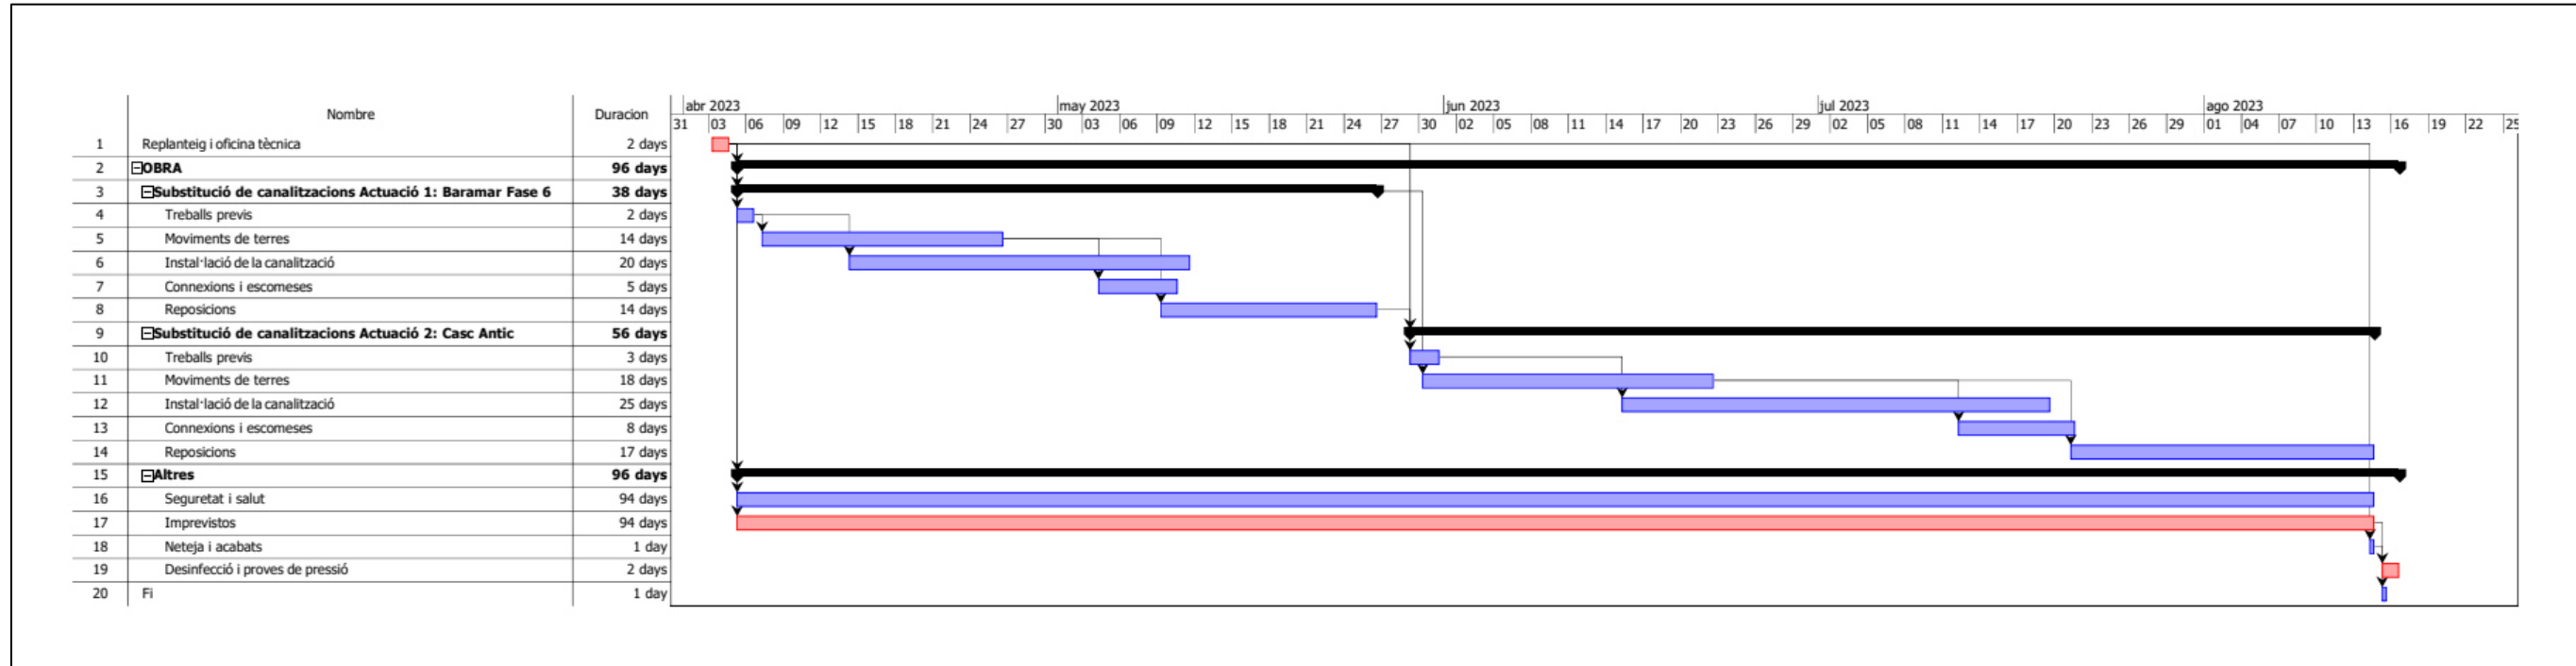 abr 2023 may 2023 jun 2023 jul 2023 ago 2023
Nombre Duracion
31 03 06 09 12 15 18 21 24 27 30 03 06 09 12 15 18 21 24 27 30 02 05 08 11 14 17 20 23 26 29 02 05 08 11 14 17 20 23 26 29 01 04 07 10 13 16 19 22 25
1 Replanteig i oficina tècnica 2 days
2 OBRA 96 days
3 Substitució de canalitzacions Actuació 1: Baramar Fase 6 38 days
4 Treballs previs 2 days
5 Moviments de terres 14 days
6 Instal·lació de la canalització 20 days
7 Connexions i escomeses 5 days
8 Reposicions 14 days
9 Substitució de canalitzacions Actuació 2: Casc Antic 56 days
10 Treballs previs 3 days
11 Moviments de terres 18 days
12 Instal·lació de la canalització 25 days
13 Connexions i escomeses 8 days
14 Reposicions 17 days
15 Altres 96 days
16 Seguretat i salut 94 days
17 Imprevistos 94 days
18 Neteja i acabats 1 day
19 Desinfecció i proves de pressió 2 days
20 Fi 1 day